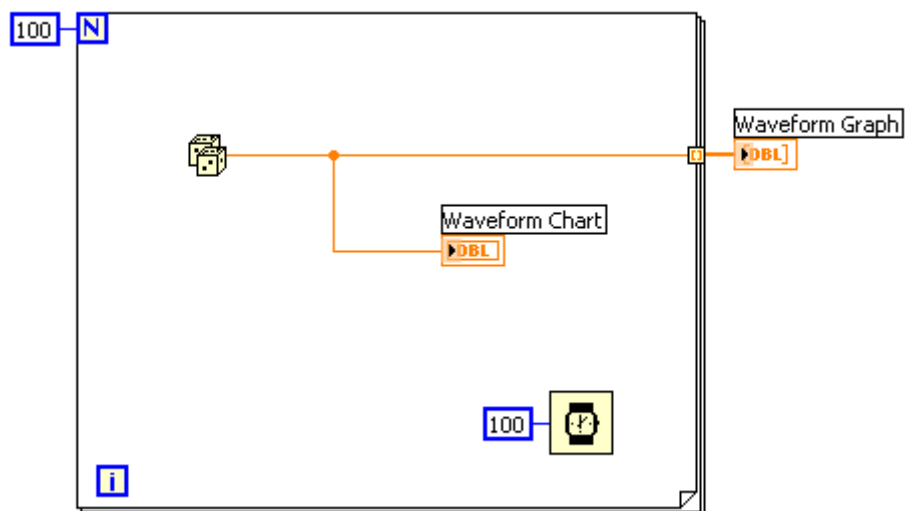 100 N
Waveform Graph
DBL]
Waveform Chart
DBL
100
i